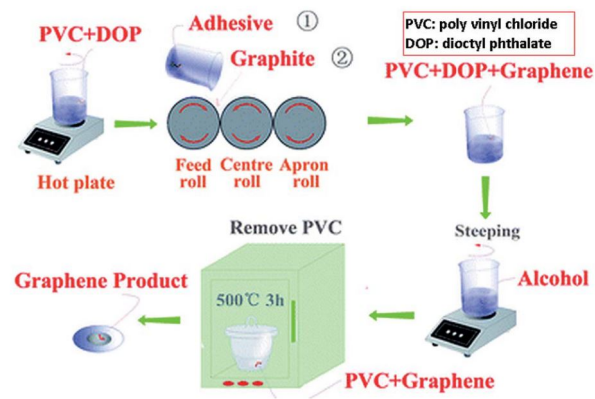 PVC+DOP
Hot plate
Adhesive ①
Graphite ②
Feed roll
Centre roll
Apron roll
PVC: poly vinyl chloride
DOP: dioctyl phthalate
PVC+DOP+Graphene
Steeping
Alcohol
Remove PVC
500℃ 3h
PVC+Graphene
Graphene Product